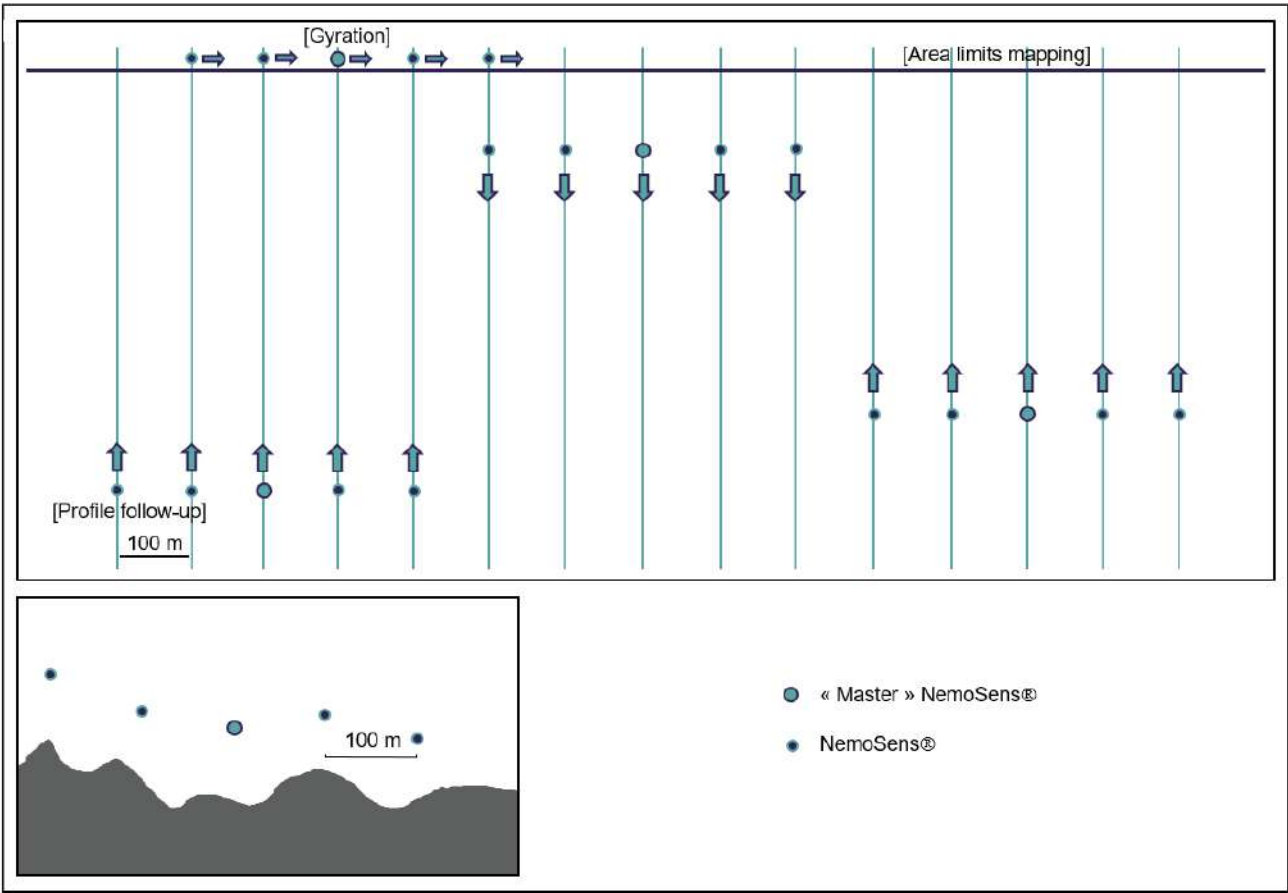 [Gyration]
[Area limits mapping]
[Profile follow-up]
100 m
100 m
« Master » NemoSens®
NemoSens®